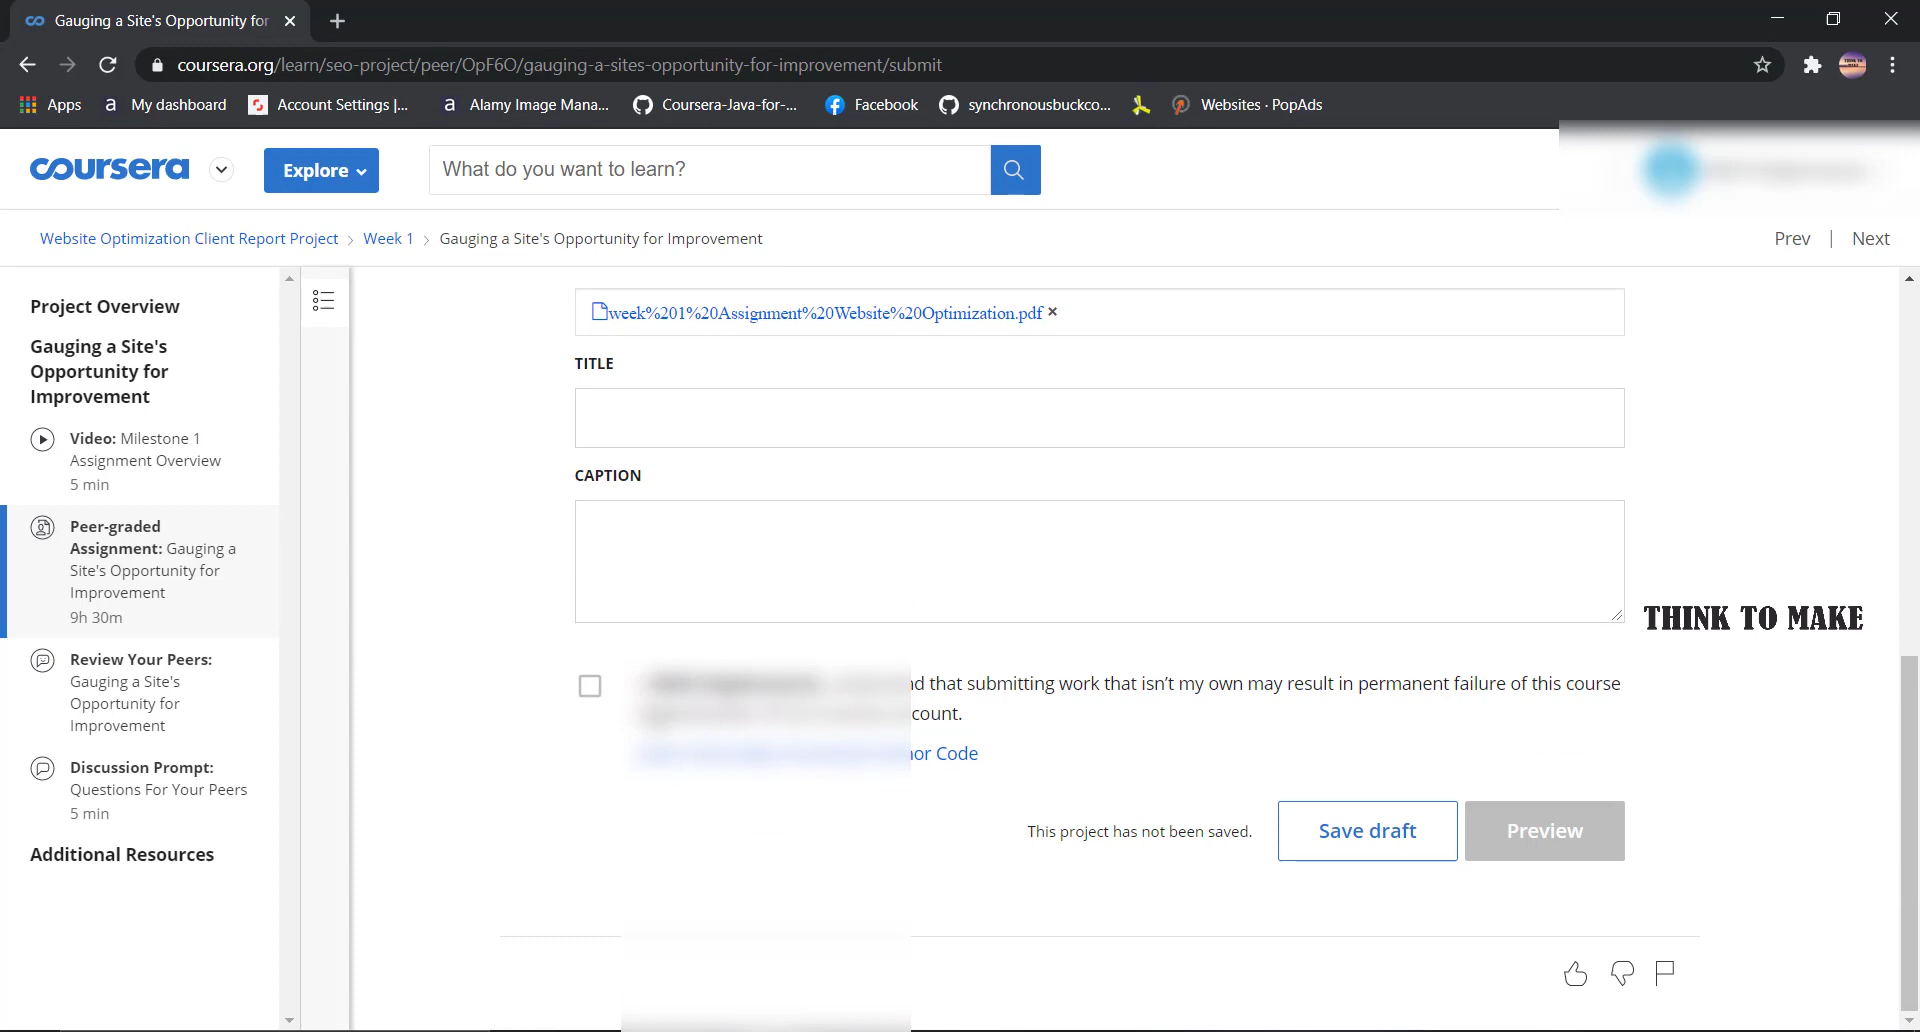 Gauging a Site's Opportunity for
coursera.org/learn/seo-project/peer/OpF6O/gauging-a-sites-opportunity-for-improvement/submit
Apps My dashboard Account Settings |... Alamy Image Mana... Coursera-Java-for-... Facebook synchronousbuckco... Websites · PopAds
coursera Explore What do you want to learn?
Website Optimization Client Report Project > Week 1 > Gauging a Site's Opportunity for Improvement Prev | Next
Project Overview
Gauging a Site's
Opportunity for
Improvement
Video: Milestone 1
Assignment Overview
5 min
Peer-graded
Assignment: Gauging a
Site's Opportunity for
Improvement
9h 30m
Review Your Peers:
Gauging a Site's
Opportunity for
Improvement
Discussion Prompt:
Questions For Your Peers
5 min
Additional Resources
week%201%20Assignment%20Website%20Optimization.pdf ×
TITLE
CAPTION
THINK TO MAKE
that submitting work that isn't my own may result in permanent failure of this course
Code
This project has not been saved. Save draft Preview